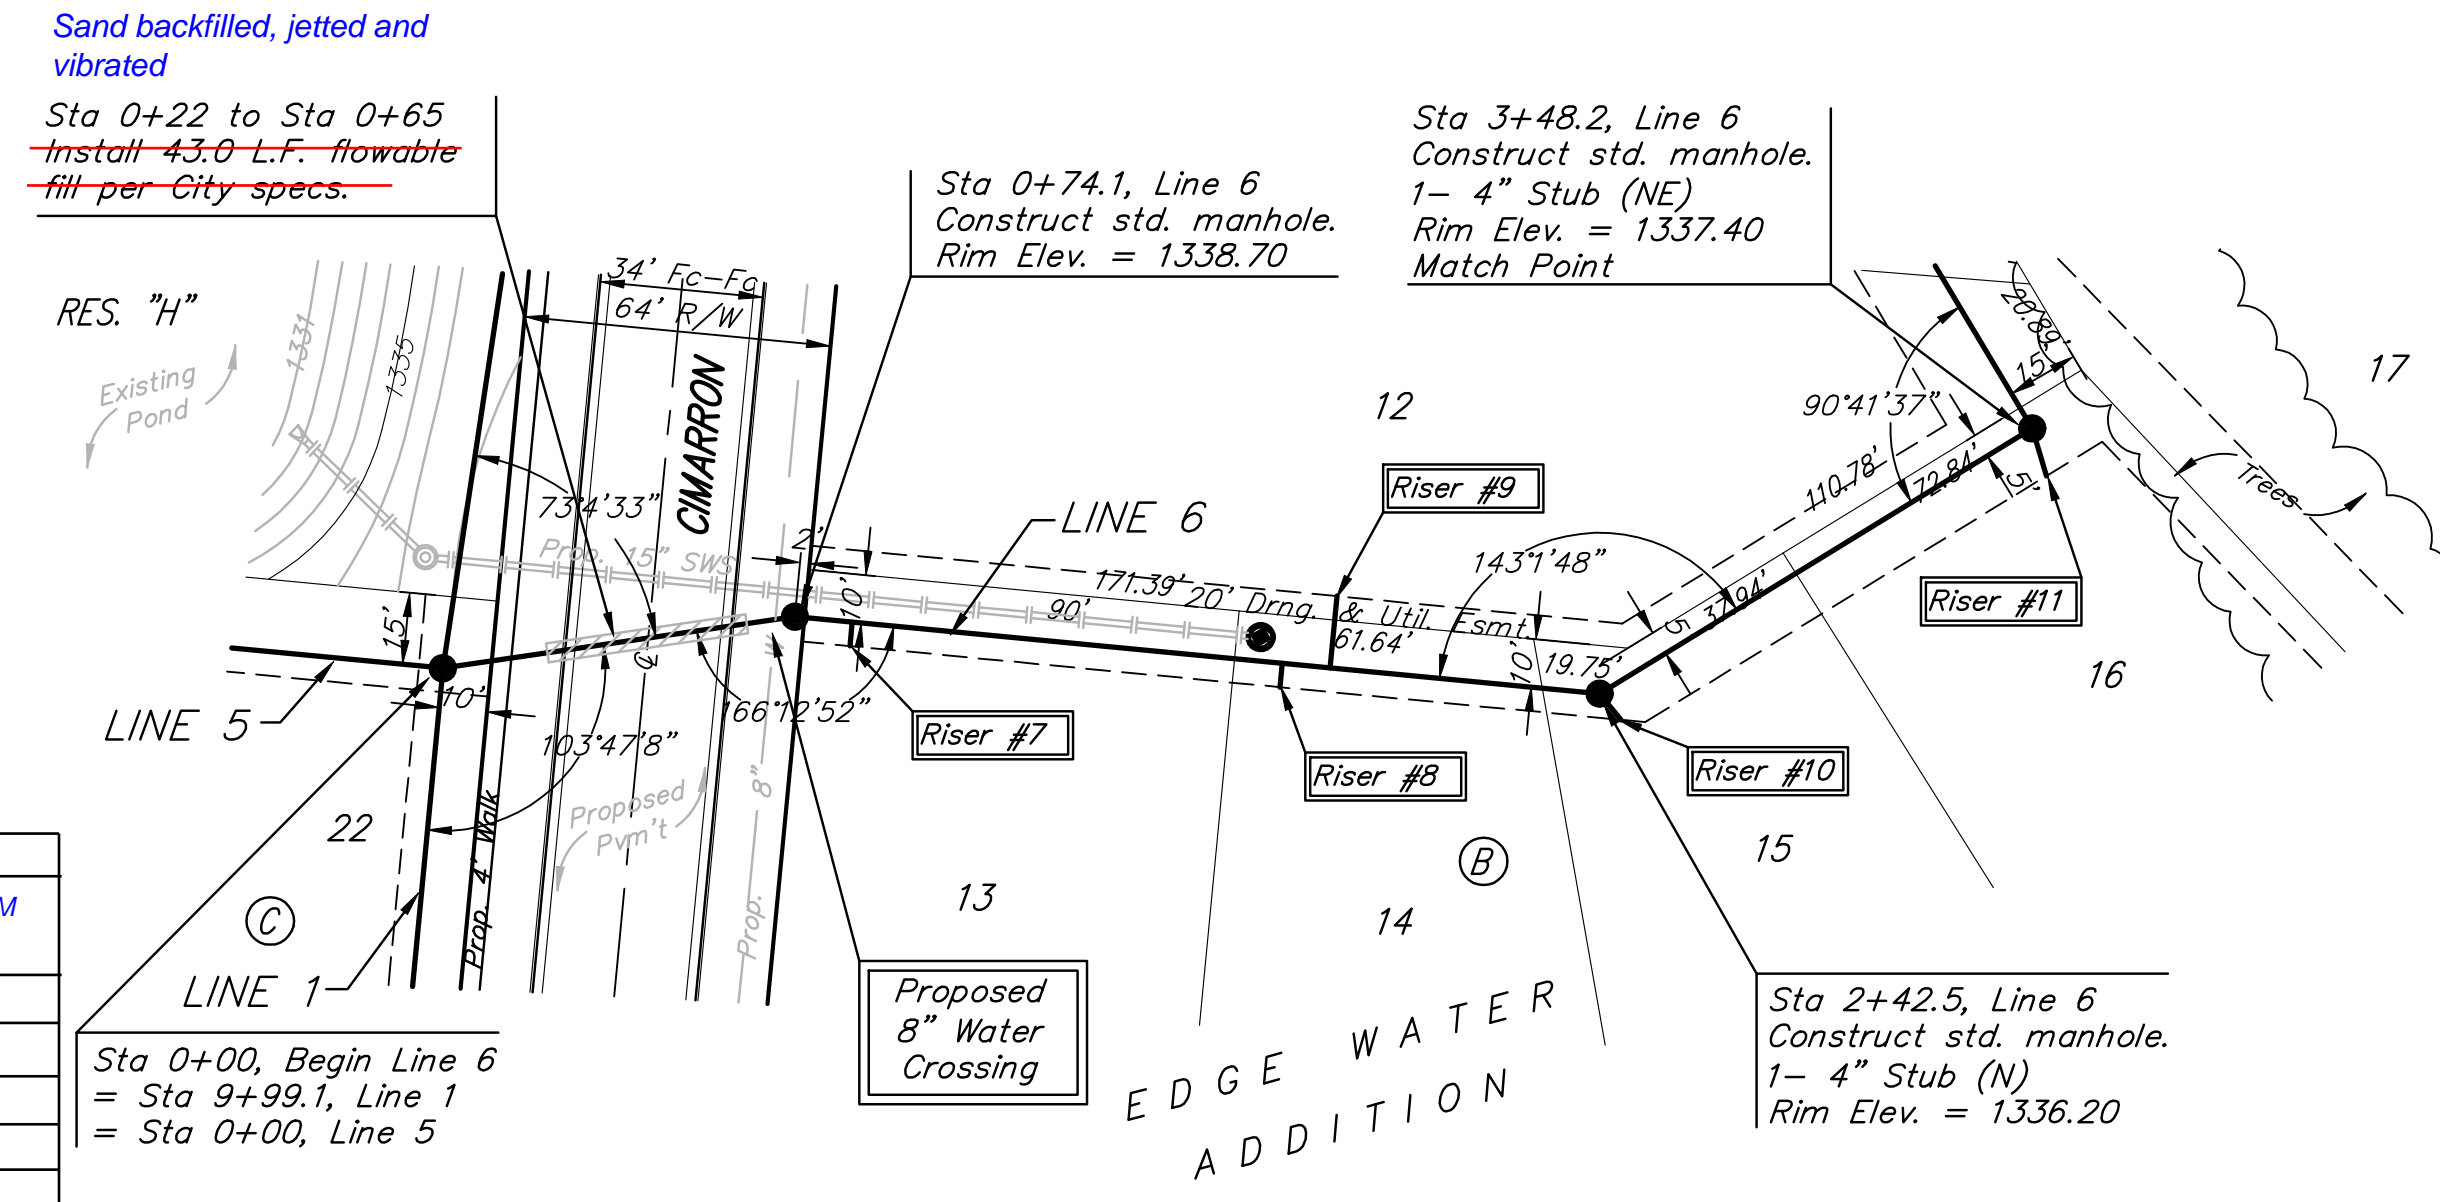 Sand backfilled, jetted and
vibrated
Sta 0+22 to Sta 0+65
Install 43.0 L.F. flowable
fill per City specs.
Sta 0+74.1, Line 6
Construct std. manhole.
Rim Elev. = 1338.70
Sta 3+48.2, Line 6
Construct std. manhole.
1- 4" Stub (NE)
Rim Elev. = 1337.40
Match Point
RES. "H"
34' Fc-Fc
64' R/W
1331
1335
Existing
Pond
CIMARRON
73°4'33"
Prop. 15" SWS
2'
LINE 6
12
Riser #9
90°41'37"
20.89'
15'
17
Trees
110.78'
72.84'
5'
143°1'48"
37.94'
5'
Riser #11
16
171.39'
20' Drng. & Util. Esmt.
90'
61.64'
10'
10'
19.75'
15'
10'
LINE 5
103°47'8"
166°12'52"
Riser #7
Riser #8
Riser #10
W
8"
Prop.
Proposed
Pvm't
Prop. 4' Walk
22
C
LINE 1
13
14
B
15
M
Proposed
8" Water
Crossing
EDGE WATER
ADDITION
Sta 0+00, Begin Line 6
= Sta 9+99.1, Line 1
= Sta 0+00, Line 5
Sta 2+42.5, Line 6
Construct std. manhole.
1- 4" Stub (N)
Rim Elev. = 1336.20